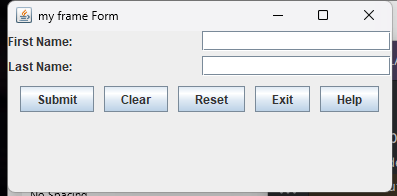 my frame Form
First Name:
Last Name:
Submit Clear Reset Exit Help
No Spacing